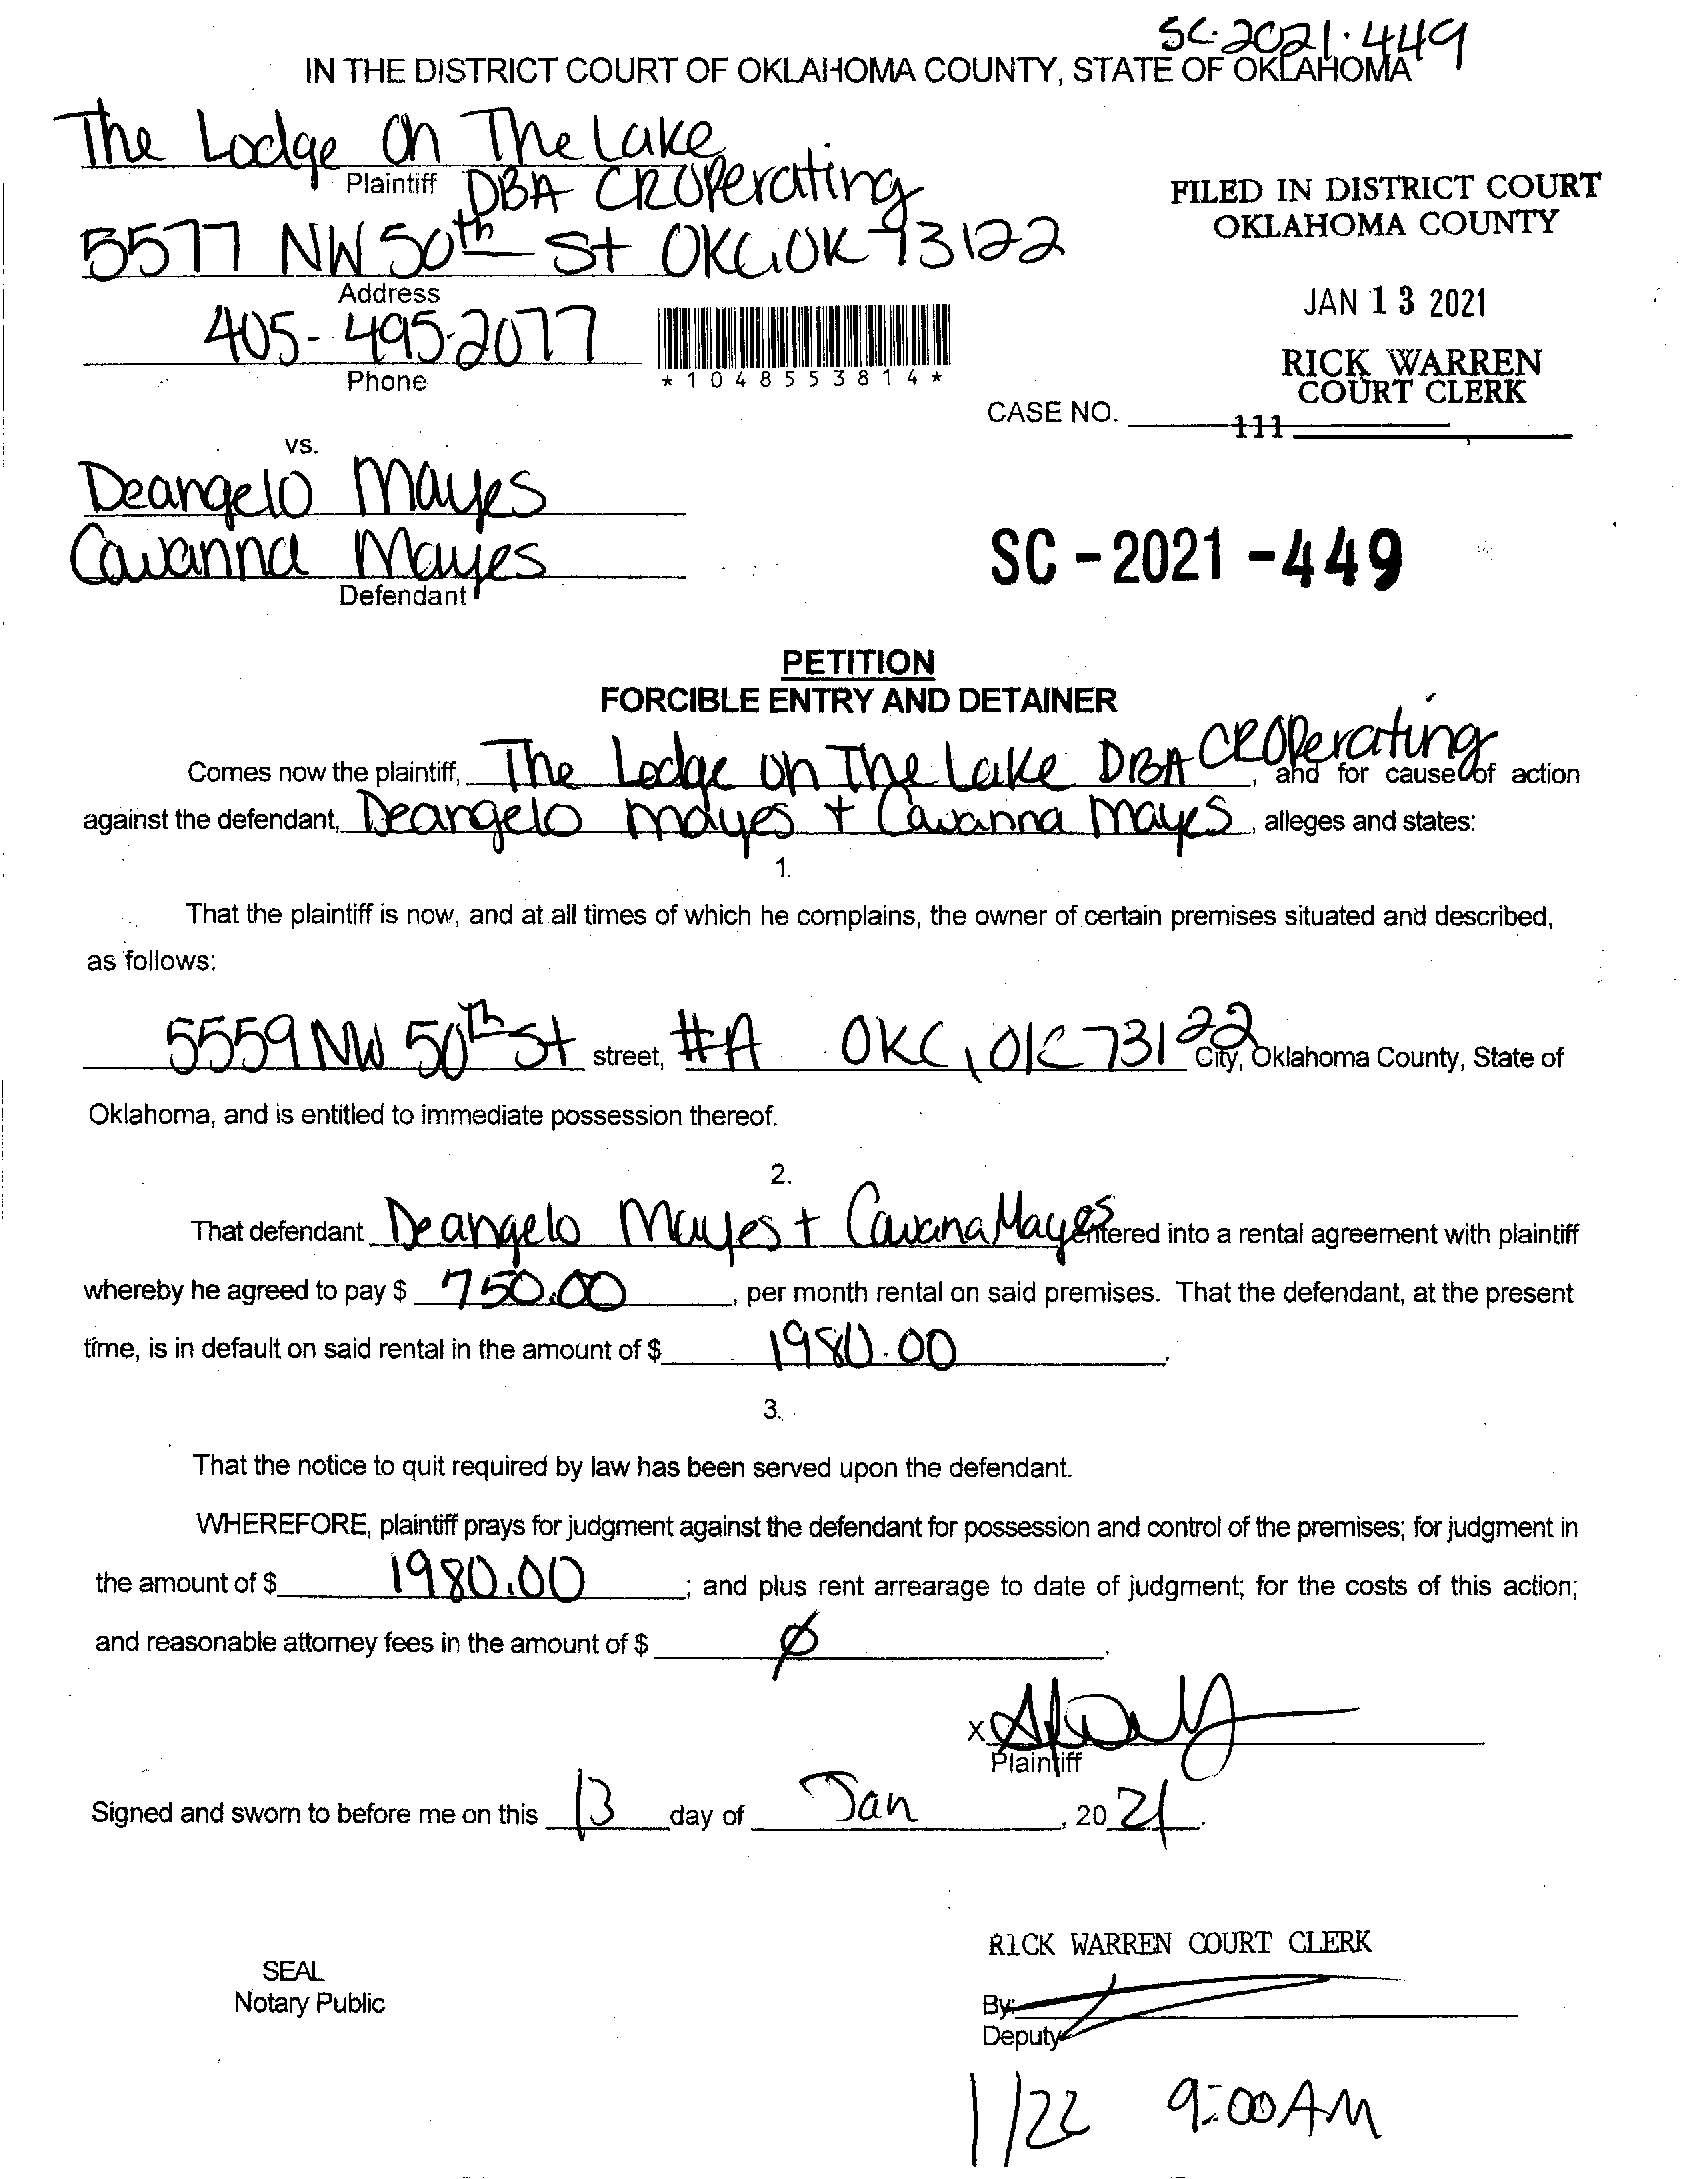 SC-2021-449
IN THE DISTRICT COURT OF OKLAHOMA COUNTY, STATE OF OKLAHOMA
The Lodge On The Lake
Plaintiff DBA CROperating
5577 NW 50th St OKC, OK 73122
Address
405-495-2077
Phone
*1048553814*
FILED IN DISTRICT COURT
OKLAHOMA COUNTY
JAN 13 2021
RICK WARREN
COURT CLERK
CASE NO.
111
vs.
Deangelo Mayes
Cavanna Mayes
Defendant
SC - 2021 - 449
PETITION
FORCIBLE ENTRY AND DETAINER
Comes now the plaintiff, The Lodge on The Lake DBA CROperating, and for cause of action
against the defendant, Deangelo Mayes + Cavanna Mayes, alleges and states:
1.
That the plaintiff is now, and at all times of which he complains, the owner of certain premises situated and described,
as follows:
5559 NW 50th St street, #A OKC, OK 73122 City, Oklahoma County, State of
Oklahoma, and is entitled to immediate possession thereof.
2.
That defendant Deangelo Mayes + Cavana Mayes entered into a rental agreement with plaintiff
whereby he agreed to pay $ 750.00, per month rental on said premises. That the defendant, at the present
time, is in default on said rental in the amount of $ 1980.00.
3.
That the notice to quit required by law has been served upon the defendant.
WHEREFORE, plaintiff prays for judgment against the defendant for possession and control of the premises; for judgment in
the amount of $ 1980.00; and plus rent arrearage to date of judgment; for the costs of this action;
and reasonable attorney fees in the amount of $ Ø.
X
Plaintiff
Signed and sworn to before me on this 13 day of Jan, 2021.
RICK WARREN COURT CLERK
SEAL
Notary Public
By:
Deputy
1/22 9:00AM